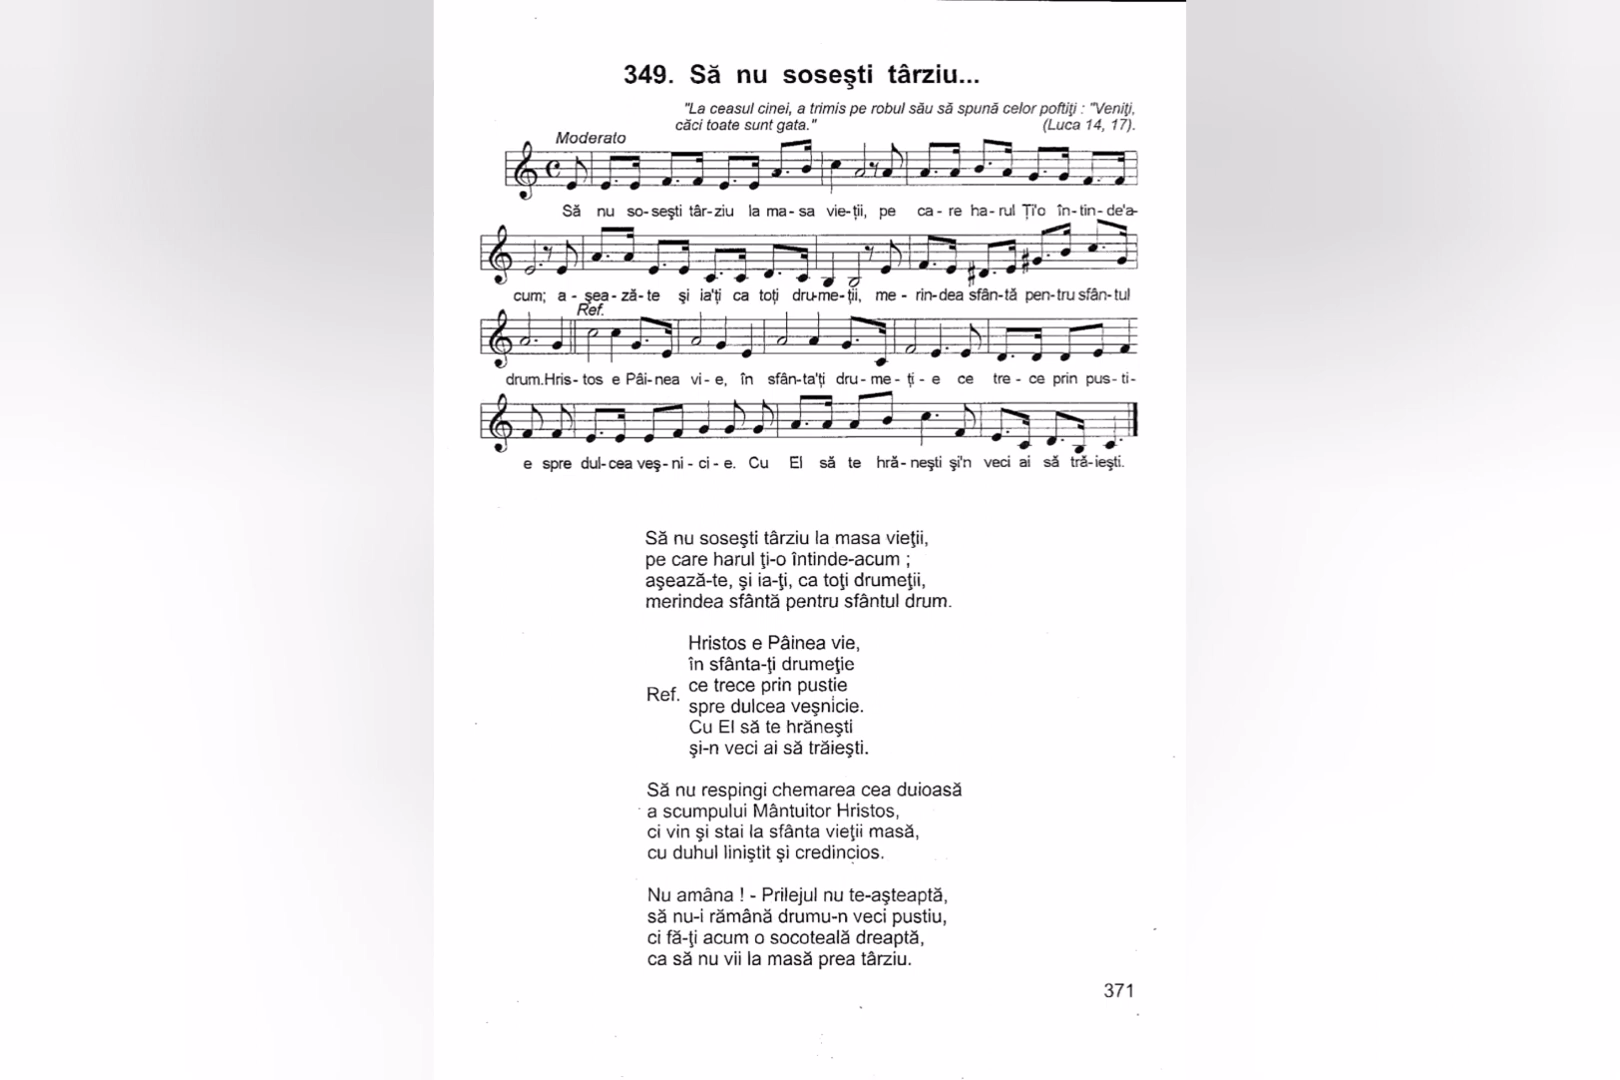 349. Să nu soseşti târziu...
"La ceasul cinei, a trimis pe robul său să spună celor poftiţi : "Veniţi,
căci toate sunt gata." (Luca 14, 17).
Moderato
Să nu so-seşti târ-ziu la ma-sa vie-ţii, pe ca-re ha-rul Ţi'o în-tin-de'a-
cum; a-şea-ză-te şi ia'ţi ca toţi dru-me-ţii, me-rin-dea sfân-tă pen-tru sfân-tul
Ref.
drum.Hris-tos e Pâi-nea vi-e, în sfân-ta'ţi dru-me-ţi-e ce tre-ce prin pus-ti-
e spre dul-cea veş-ni-ci-e. Cu El să te hră-neşti şi'n veci ai să tră-ieşti.
Să nu soseşti târziu la masa vieţii,
pe care harul ţi-o întinde-acum ;
aşează-te, şi ia-ţi, ca toţi drumeţii,
merindea sfântă pentru sfântul drum.
Hristos e Pâinea vie,
în sfânta-ţi drumeţie
ce trece prin pustie
Ref.
spre dulcea veşnicie.
Cu El să te hrăneşti
şi-n veci ai să trăieşti.
Să nu respingi chemarea cea duioasă
a scumpului Mântuitor Hristos,
ci vin şi stai la sfânta vieţii masă,
cu duhul liniştit şi credincios.
Nu amâna ! - Prilejul nu te-aşteaptă,
să nu-i rămână drumu-n veci pustiu,
ci fă-ţi acum o socoteală dreaptă,
ca să nu vii la masă prea târziu.
371